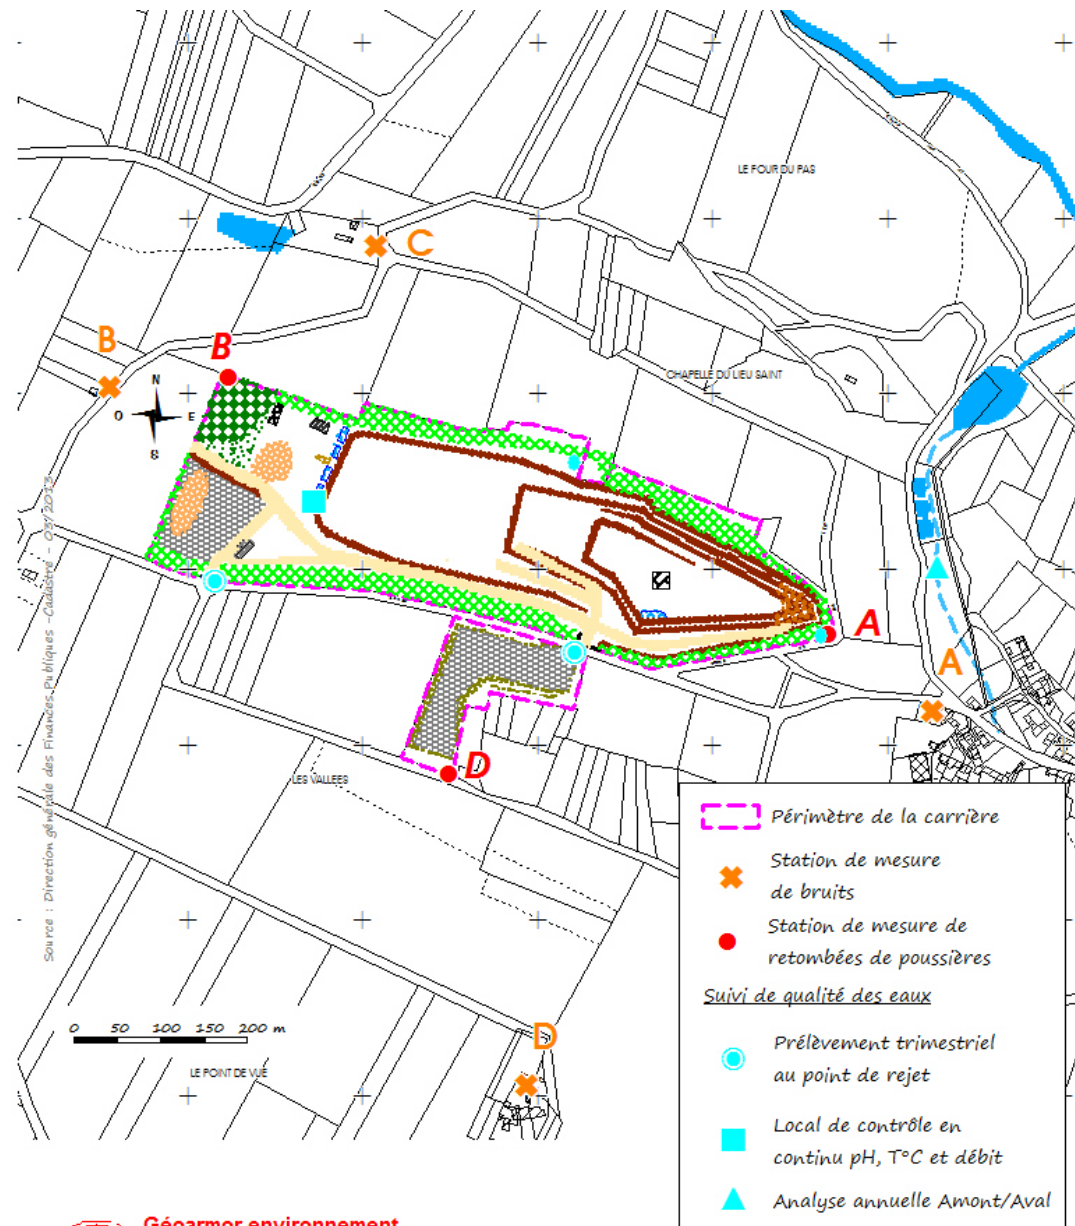 LE FOUR DU PAS
C
B
B
N
O
E
S
CHAPELLE DU LIEU SAINT
A
A
D
LES VALLEES
Source : Direction générale des Finances Publiques - Cadastre - 03/2013
0 50 100 150 200 m
D
LE POINT DE VUE
Périmètre de la carrière
Station de mesure
de bruits
Station de mesure de
retombées de poussières
Suivi de qualité des eaux
Prélèvement trimestriel
au point de rejet
Local de contrôle en
continu pH, T°C et débit
Analyse annuelle Amont/Aval
Géoarmor environnement